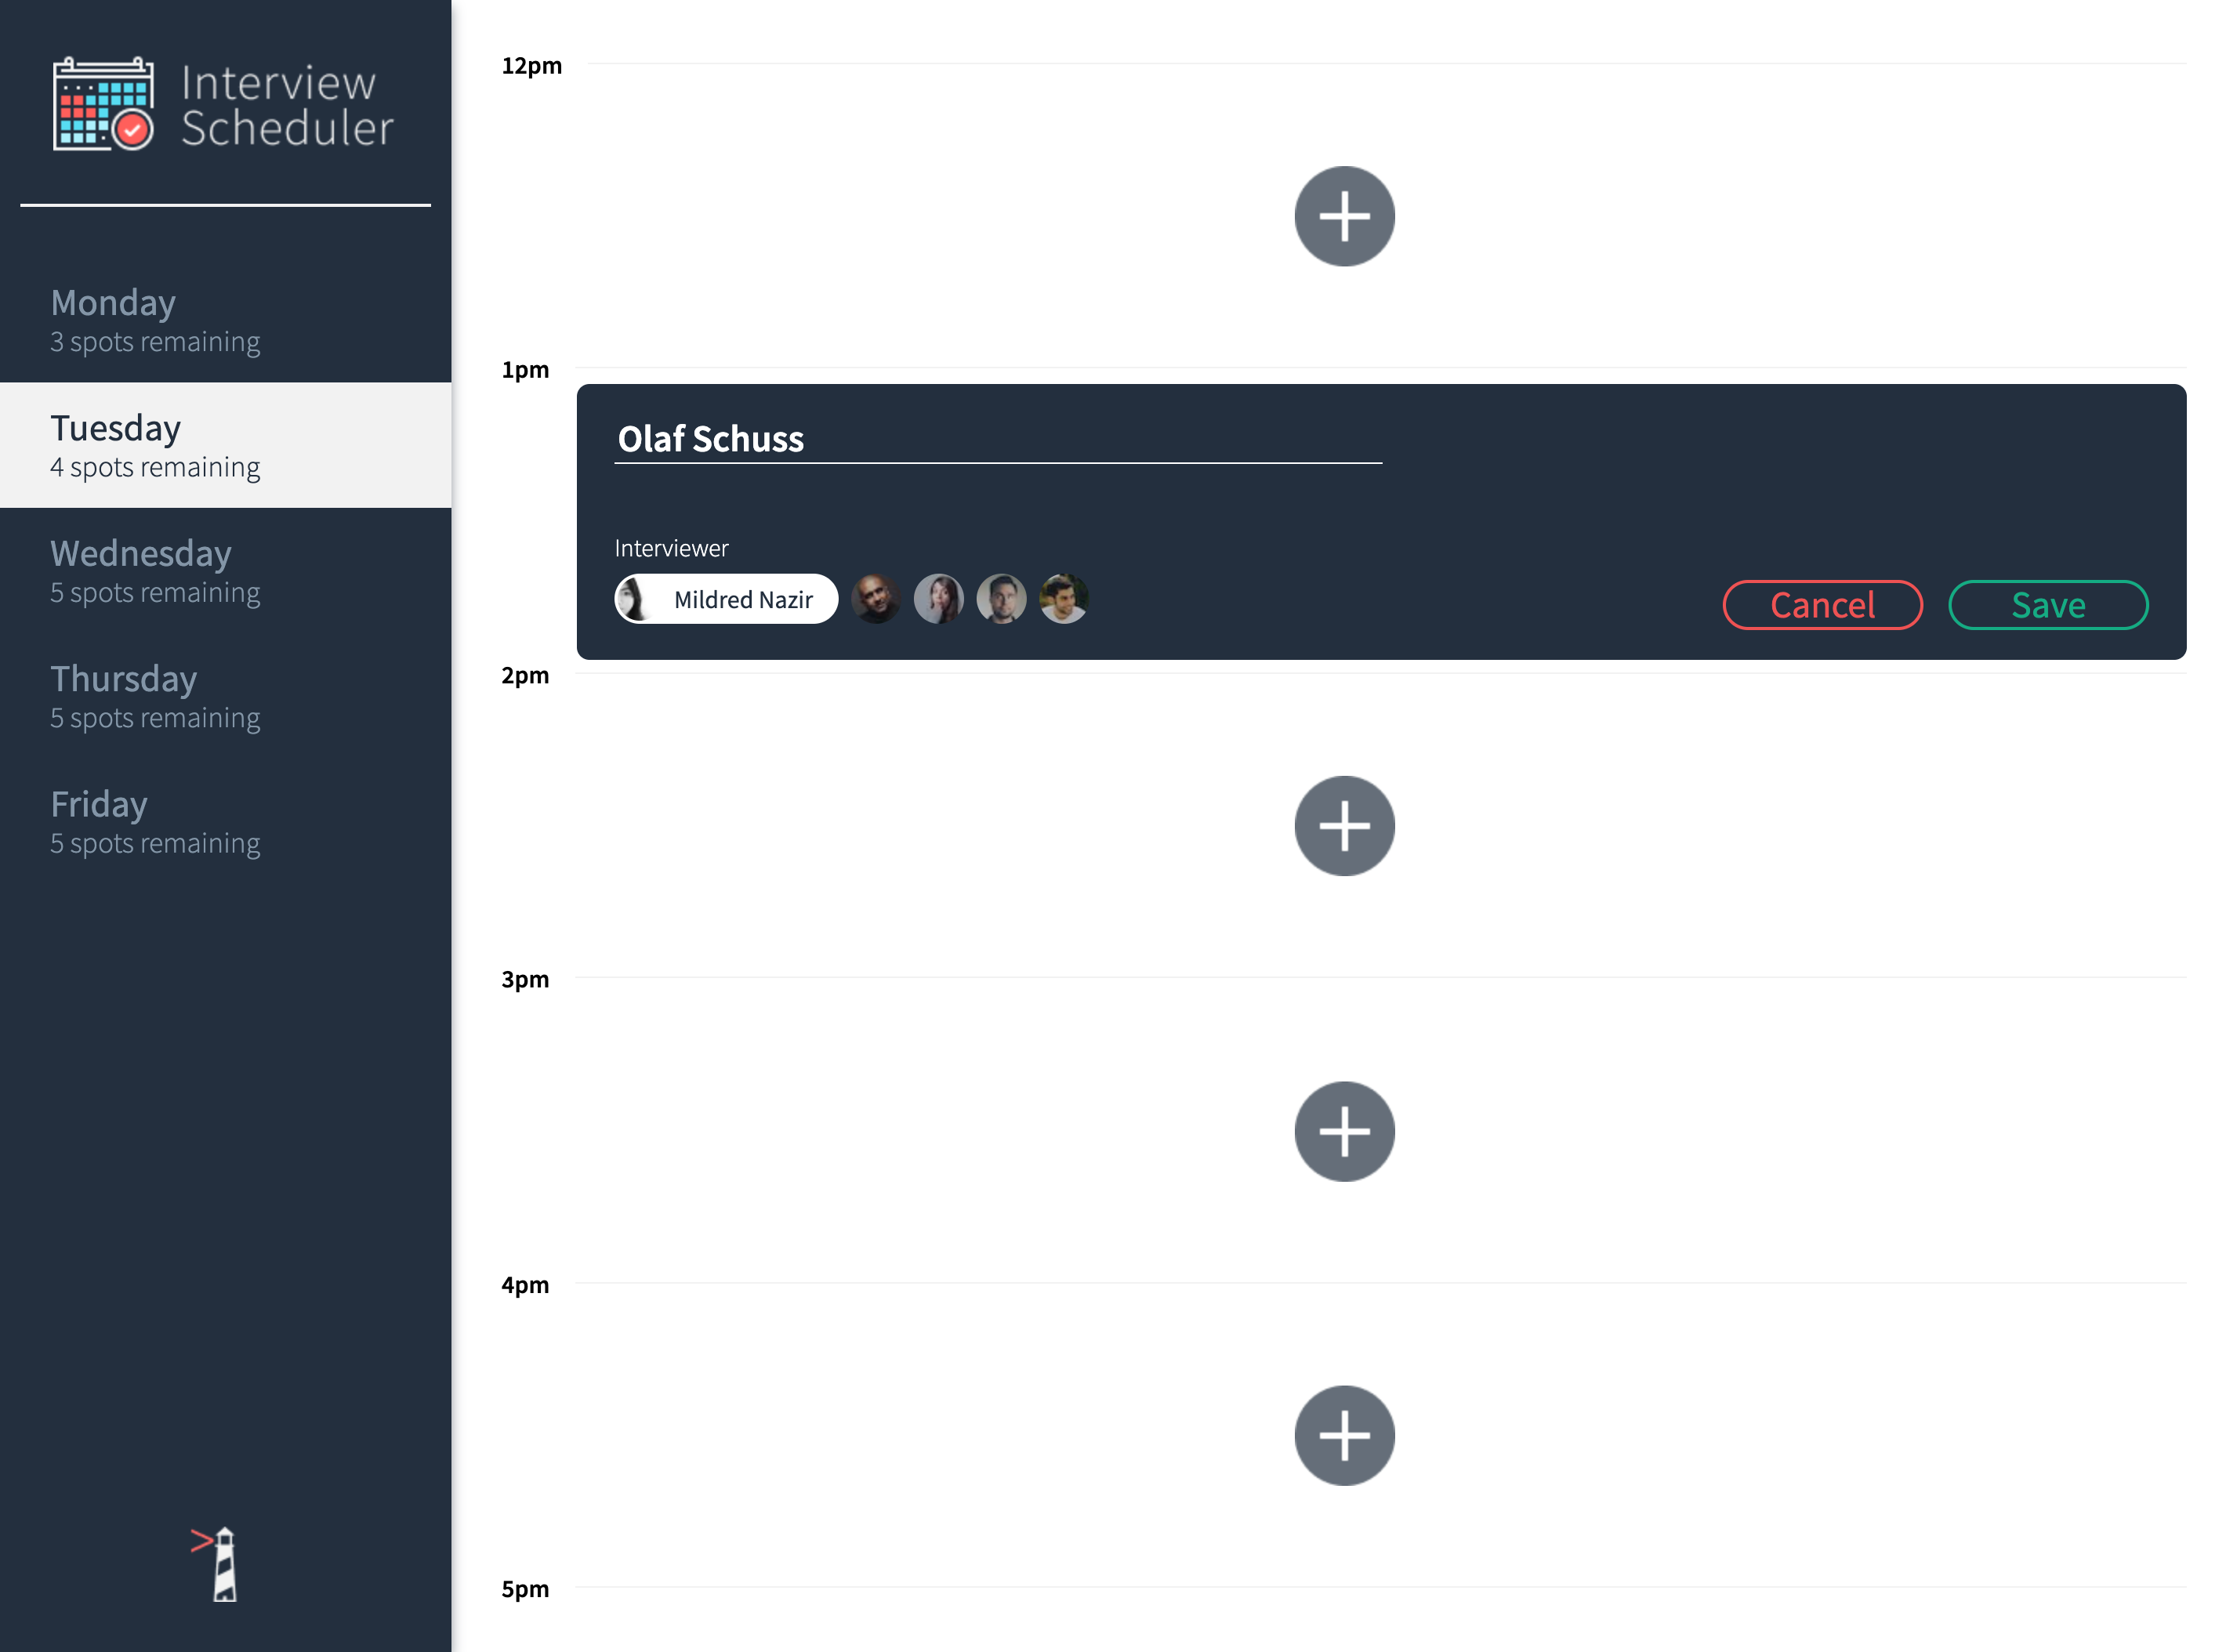 Interview
Scheduler
Monday
3 spots remaining
Tuesday
4 spots remaining
Wednesday
5 spots remaining
Thursday
5 spots remaining
Friday
5 spots remaining
12pm
1pm
Olaf Schuss
Interviewer
Mildred Nazir
Cancel
Save
2pm
3pm
4pm
5pm